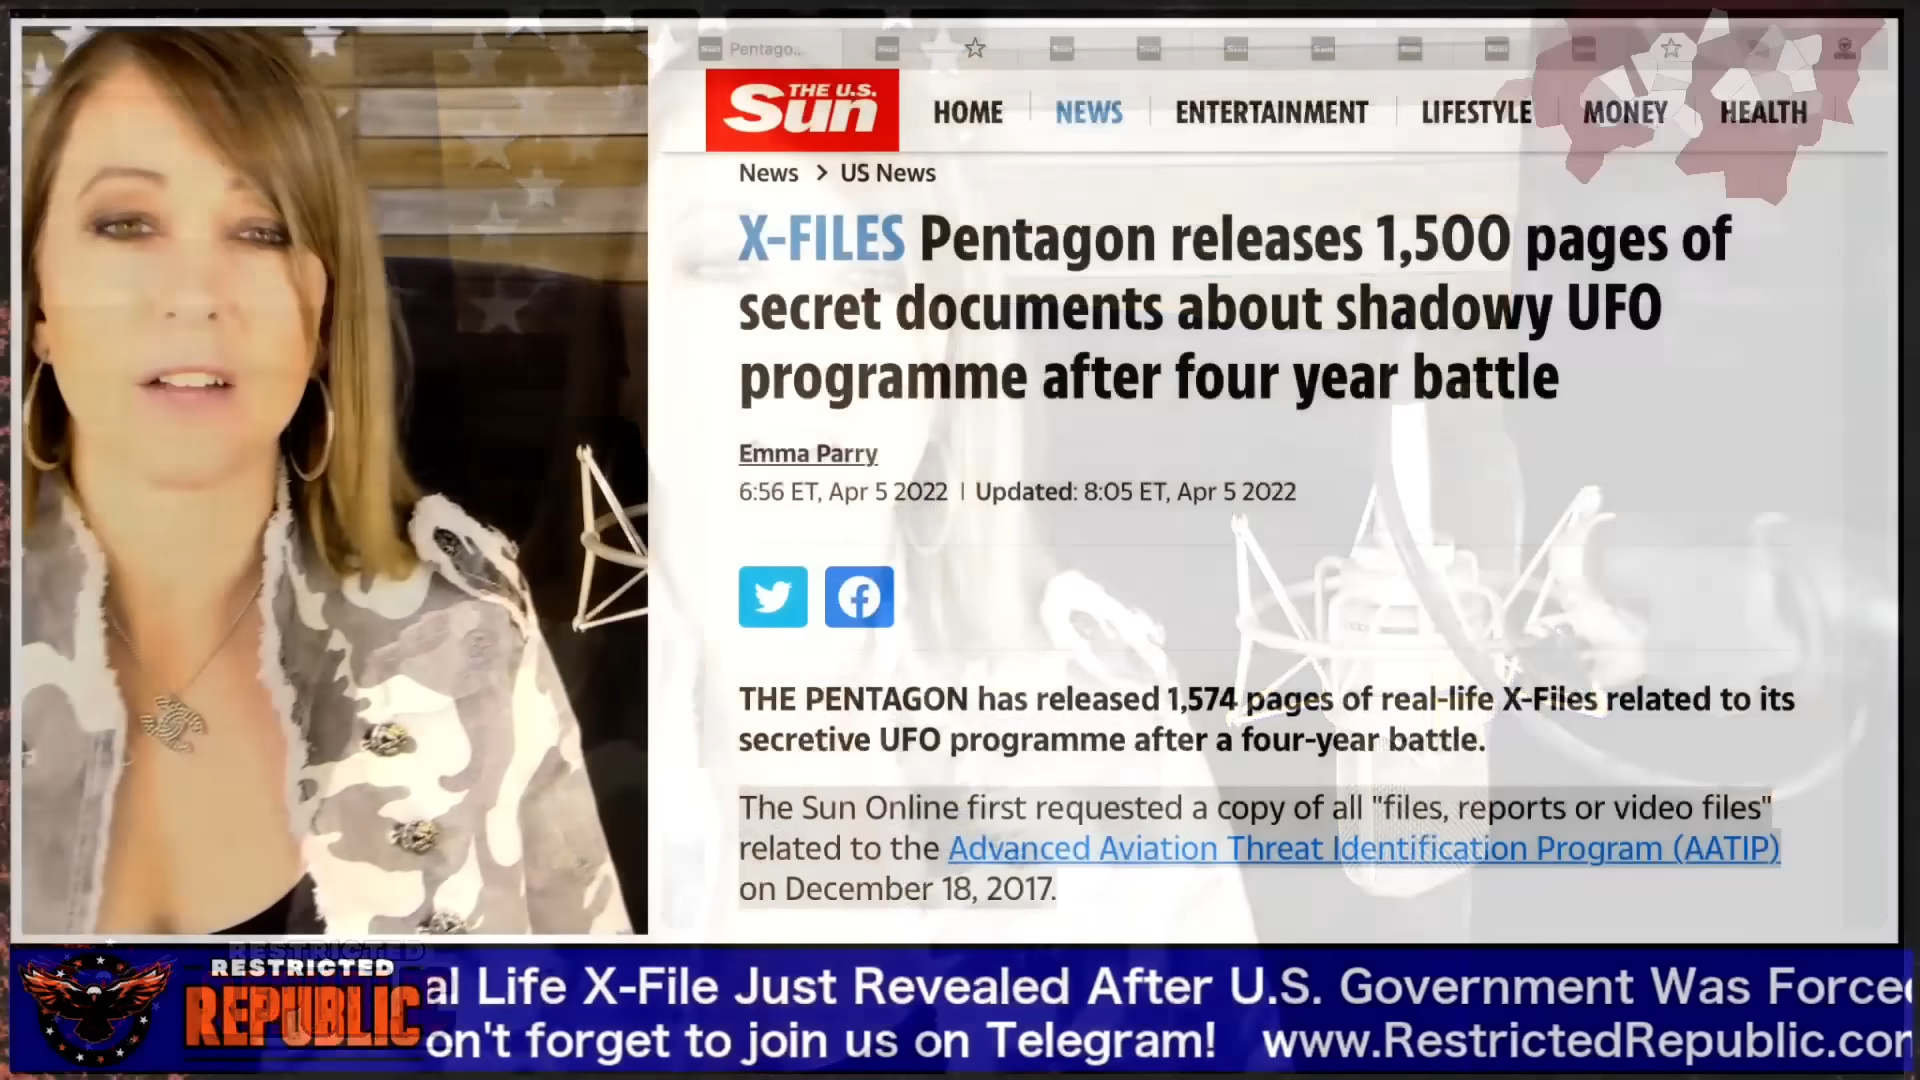 Pentago...
THE U.S.
Sun
HOME
NEWS
ENTERTAINMENT
LIFESTYLE
MONEY
HEALTH
News > US News
X-FILES Pentagon releases 1,500 pages of
secret documents about shadowy UFO
programme after four year battle
Emma Parry
6:56 ET, Apr 5 2022 | Updated: 8:05 ET, Apr 5 2022
THE PENTAGON has released 1,574 pages of real-life X-Files related to its
secretive UFO programme after a four-year battle.
The Sun Online first requested a copy of all "files, reports or video files"
related to the Advanced Aviation Threat Identification Program (AATIP)
on December 18, 2017.
RESTRICTED
REPUBLIC
al Life X-File Just Revealed After U.S. Government Was Force
on't forget to join us on Telegram! www.RestrictedRepublic.com